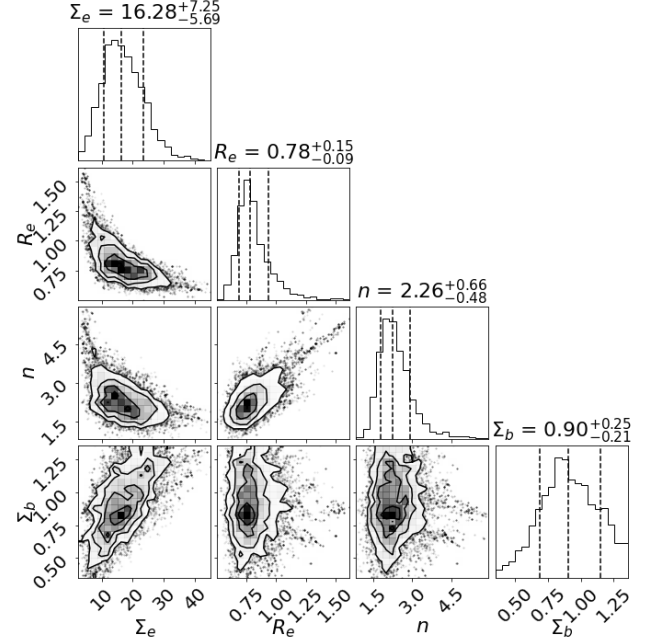 Σ_e = 16.28^{+7.25}_{-5.69}
R_e = 0.78^{+0.15}_{-0.09}
1.50
1.25
1.00
0.75
R_e
n = 2.26^{+0.66}_{-0.48}
4.5
3.0
1.5
n
Σ_b = 0.90^{+0.25}_{-0.21}
1.25
1.00
0.75
0.50
Σ_b
10 20 30 40
0.75 1.00 1.25 1.50
1.5 3.0 4.5
0.50 0.75 1.00 1.25
Σ_e R_e n Σ_b